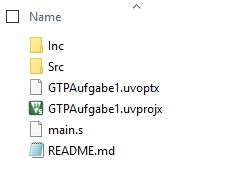 Name
Inc
Src
GTPAufgabe1.uvoptx
GTPAufgabe1.uvprojx
main.s
README.md